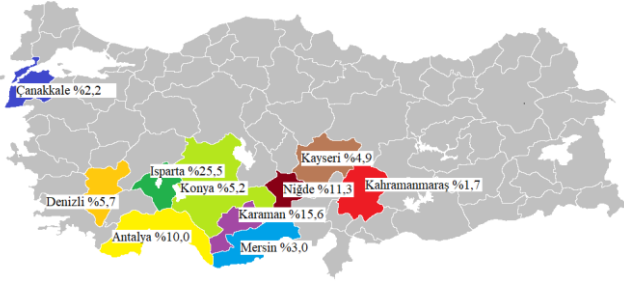 Çanakkale %2,2
Kayseri %4,9
Isparta %25,5
Konya %5,2
Niğde %11,3
Kahramanmaraş %1,7
Denizli %5,7
Karaman %15,6
Antalya %10,0
Mersin %3,0